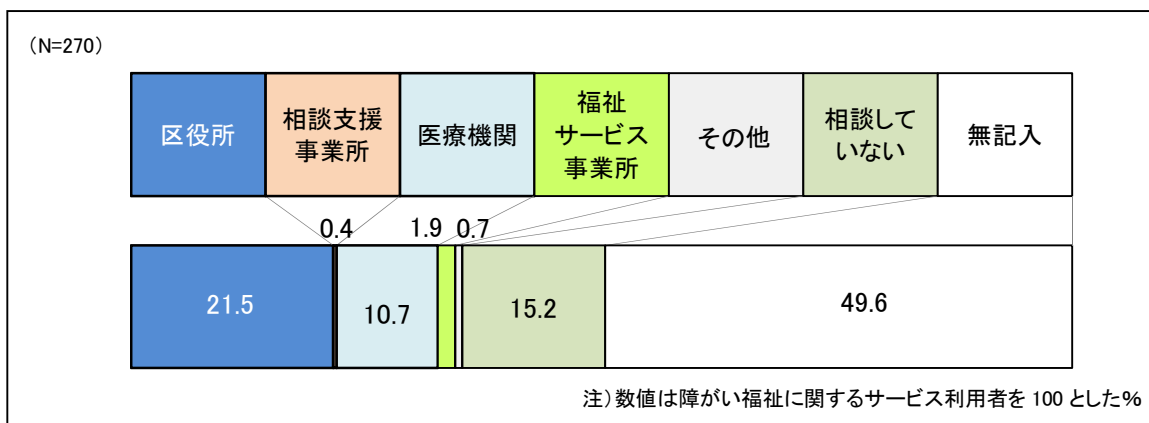 （N=270）
区役所
相談支援
事業所
医療機関
福祉
サービス
事業所
その他
相談して
いない
無記入
0.4
1.9
0.7
21.5
10.7
15.2
49.6
注）数値は障がい福祉に関するサービス利用者を 100 とした%